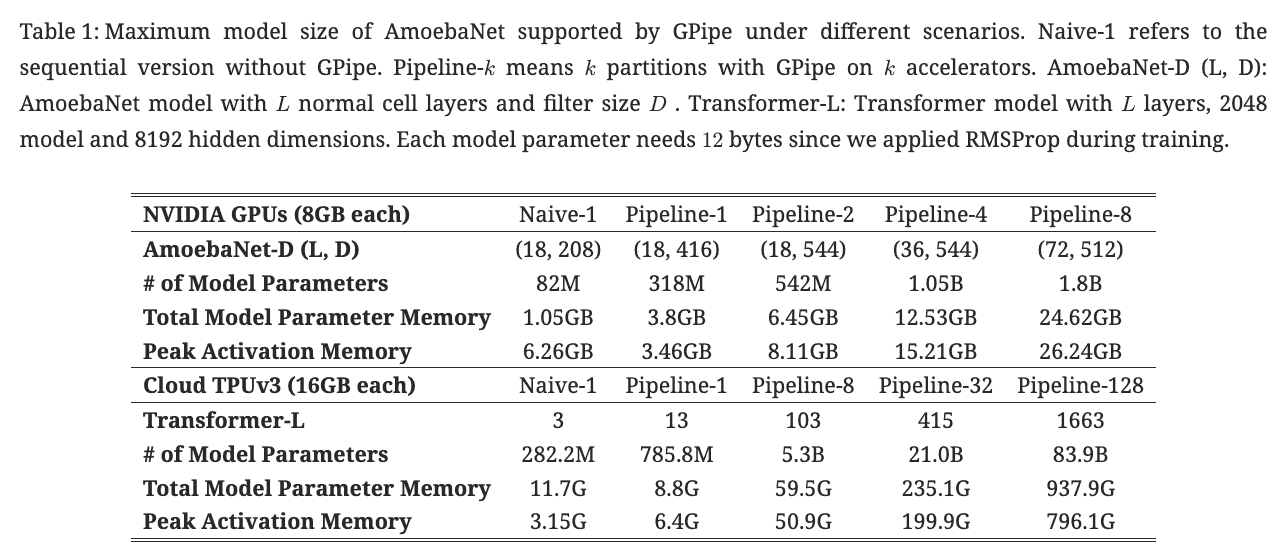 Table 1: Maximum model size of AmoebaNet supported by GPipe under different scenarios. Naive-1 refers to the
sequential version without GPipe. Pipeline-k means k partitions with GPipe on k accelerators. AmoebaNet-D (L, D):
AmoebaNet model with L normal cell layers and filter size D . Transformer-L: Transformer model with L layers, 2048
model and 8192 hidden dimensions. Each model parameter needs 12 bytes since we applied RMSProp during training.
NVIDIA GPUs (8GB each) Naive-1 Pipeline-1 Pipeline-2 Pipeline-4 Pipeline-8
AmoebaNet-D (L, D) (18, 208) (18, 416) (18, 544) (36, 544) (72, 512)
# of Model Parameters 82M 318M 542M 1.05B 1.8B
Total Model Parameter Memory 1.05GB 3.8GB 6.45GB 12.53GB 24.62GB
Peak Activation Memory 6.26GB 3.46GB 8.11GB 15.21GB 26.24GB
Cloud TPUv3 (16GB each) Naive-1 Pipeline-1 Pipeline-8 Pipeline-32 Pipeline-128
Transformer-L 3 13 103 415 1663
# of Model Parameters 282.2M 785.8M 5.3B 21.0B 83.9B
Total Model Parameter Memory 11.7G 8.8G 59.5G 235.1G 937.9G
Peak Activation Memory 3.15G 6.4G 50.9G 199.9G 796.1G